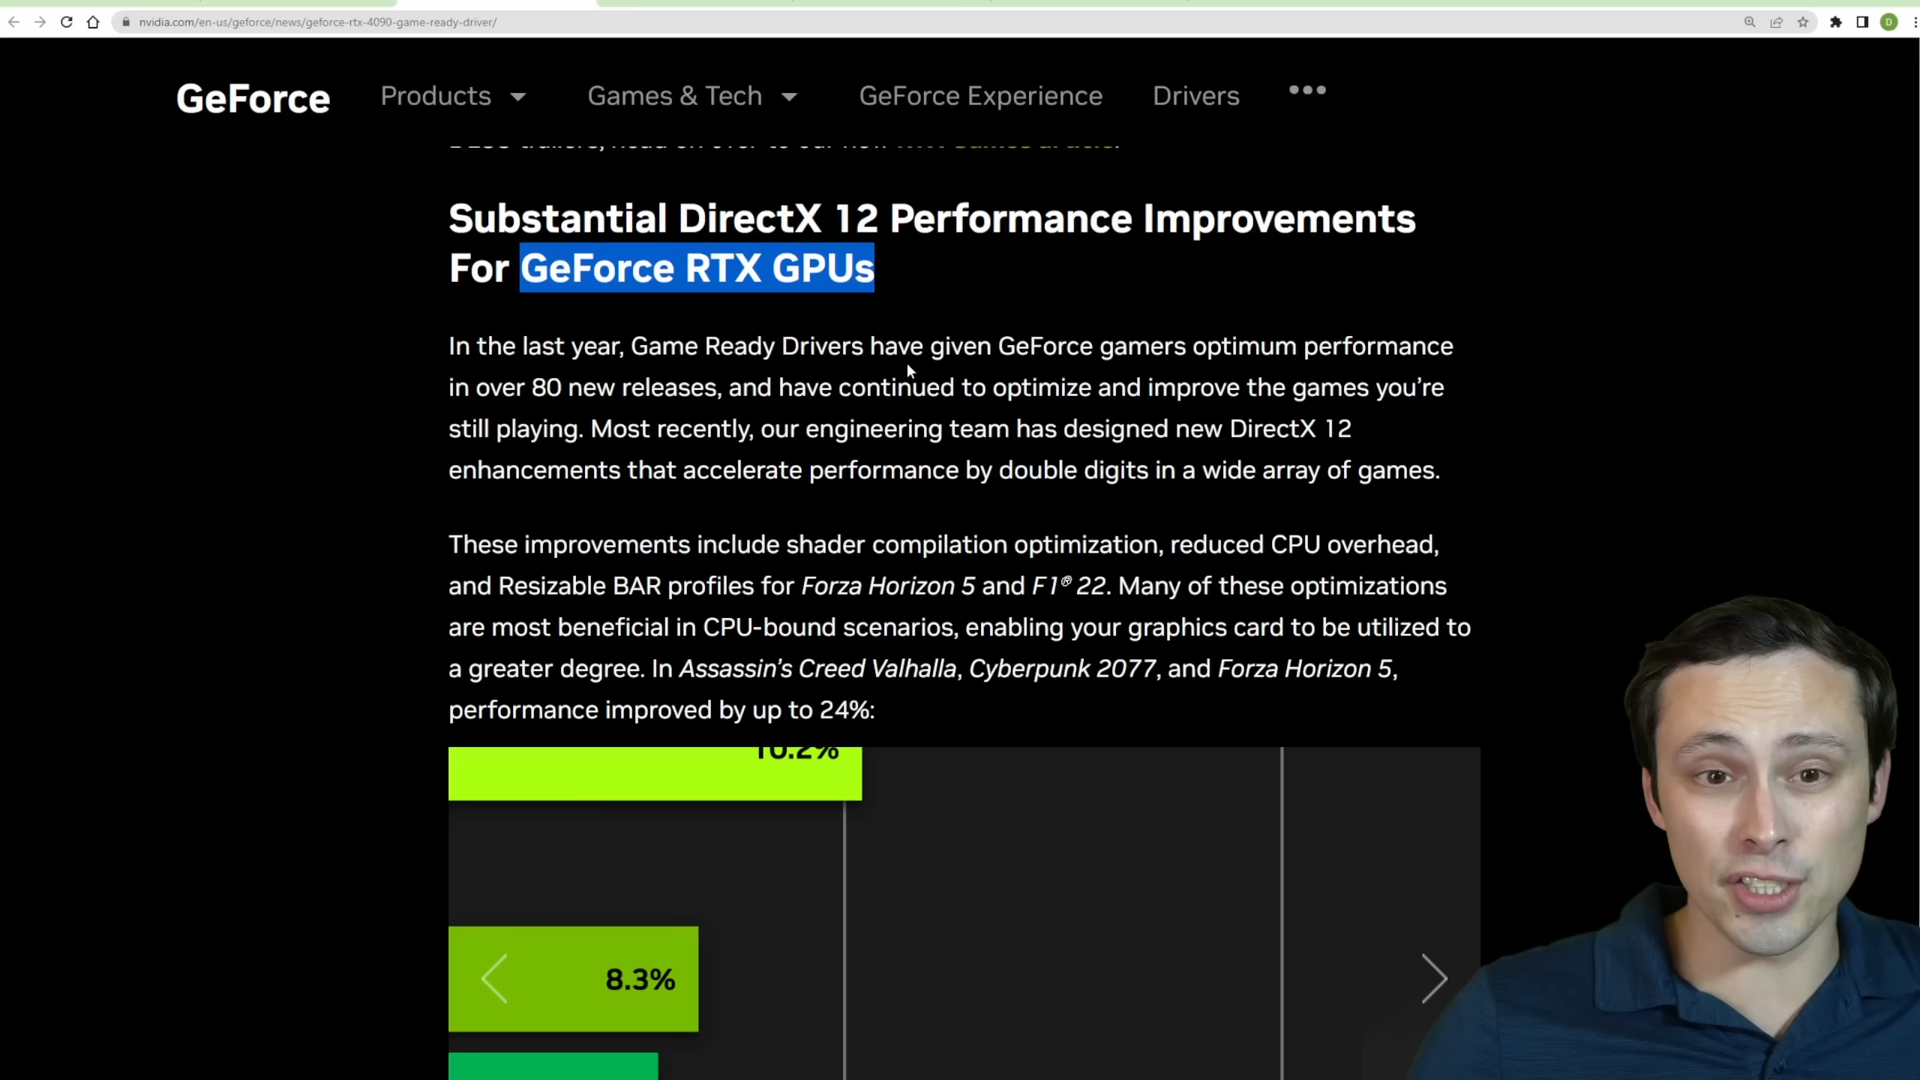 nvidia.com/en-us/geforce/news/geforce-rtx-4090-game-ready-driver/
D
GeForce Products Games & Tech GeForce Experience Drivers •••
Substantial DirectX 12 Performance Improvements
For GeForce RTX GPUs
In the last year, Game Ready Drivers have given GeForce gamers optimum performance
in over 80 new releases, and have continued to optimize and improve the games you’re
still playing. Most recently, our engineering team has designed new DirectX 12
enhancements that accelerate performance by double digits in a wide array of games.
These improvements include shader compilation optimization, reduced CPU overhead,
and Resizable BAR profiles for Forza Horizon 5 and F1® 22. Many of these optimizations
are most beneficial in CPU-bound scenarios, enabling your graphics card to be utilized to
a greater degree. In Assassin’s Creed Valhalla, Cyberpunk 2077, and Forza Horizon 5,
performance improved by up to 24%:
10.2%
8.3%